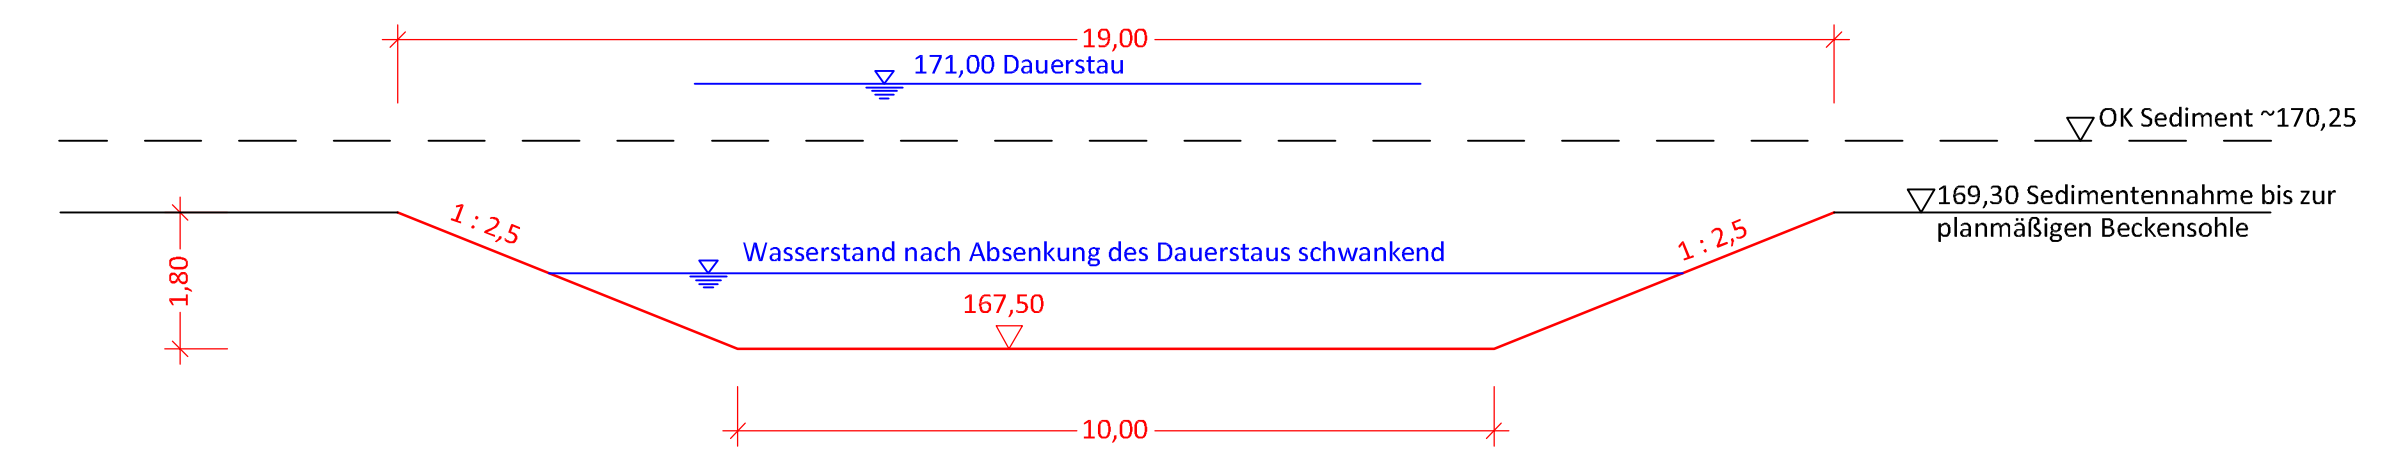 19,00
171,00 Dauerstau
OK Sediment ~170,25
169,30 Sedimentennahme bis zur
planmäßigen Beckensohle
1 : 2,5
1 : 2,5
Wasserstand nach Absenkung des Dauerstaus schwankend
1,80
167,50
10,00